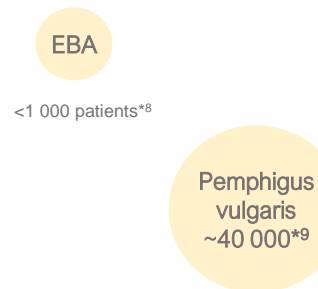 EBA
<1 000 patients*8
Pemphigus
vulgaris
~40 000*9